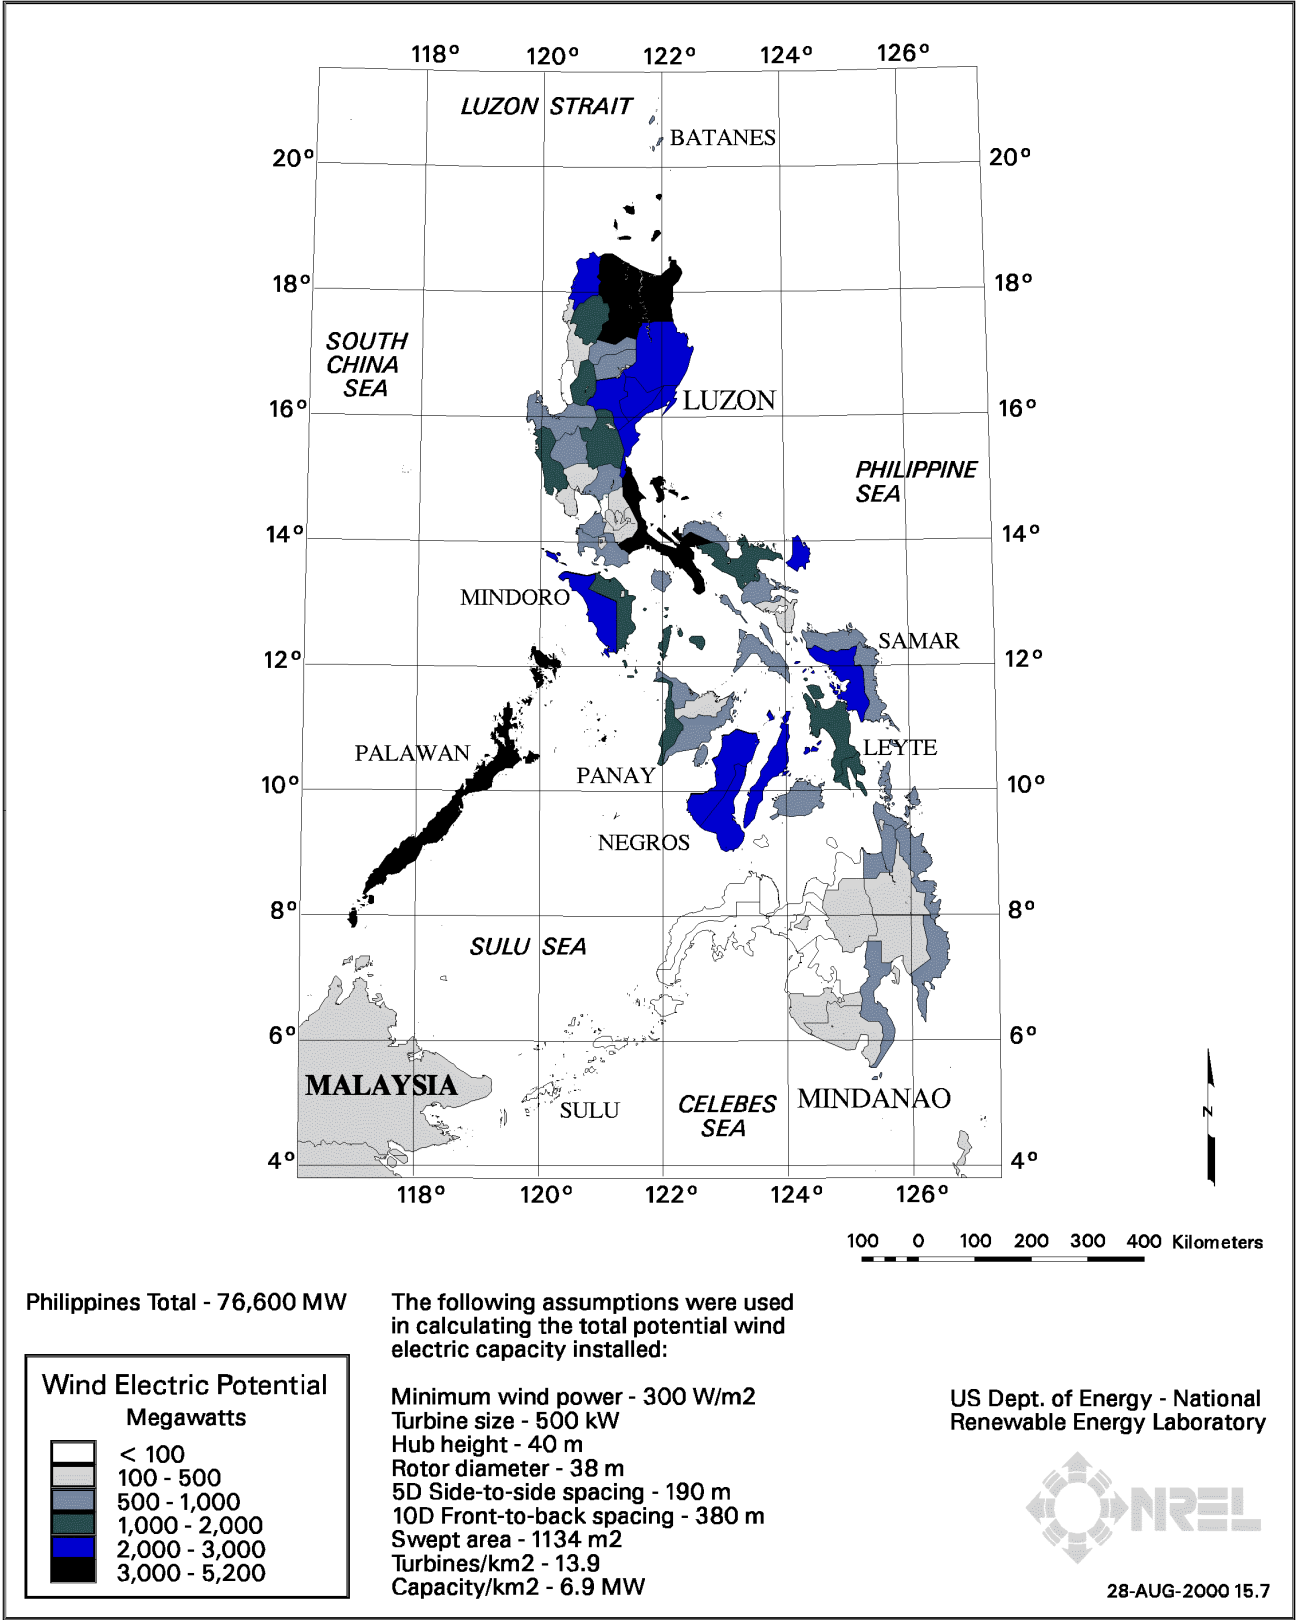 118° 120° 122° 124° 126°
LUZON STRAIT
BATANES
20° 20°
18° 18°
SOUTH
CHINA
SEA
LUZON
16° 16°
PHILIPPINE
SEA
14° 14°
MINDORO
SAMAR
12° 12°
PALAWAN
LEYTE
PANAY
10° 10°
NEGROS
8° 8°
SULU SEA
6° 6°
MALAYSIA
SULU
CELEBES
SEA
MINDANAO
N
4° 4°
118° 120° 122° 124° 126°
100 0 100 200 300 400 Kilometers
Philippines Total - 76,600 MW
Wind Electric Potential
Megawatts
< 100
100 - 500
500 - 1,000
1,000 - 2,000
2,000 - 3,000
3,000 - 5,200
The following assumptions were used
in calculating the total potential wind
electric capacity installed:
Minimum wind power - 300 W/m2
Turbine size - 500 kW
Hub height - 40 m
Rotor diameter - 38 m
5D Side-to-side spacing - 190 m
10D Front-to-back spacing - 380 m
Swept area - 1134 m2
Turbines/km2 - 13.9
Capacity/km2 - 6.9 MW
US Dept. of Energy - National
Renewable Energy Laboratory
NREL
28-AUG-2000 15.7